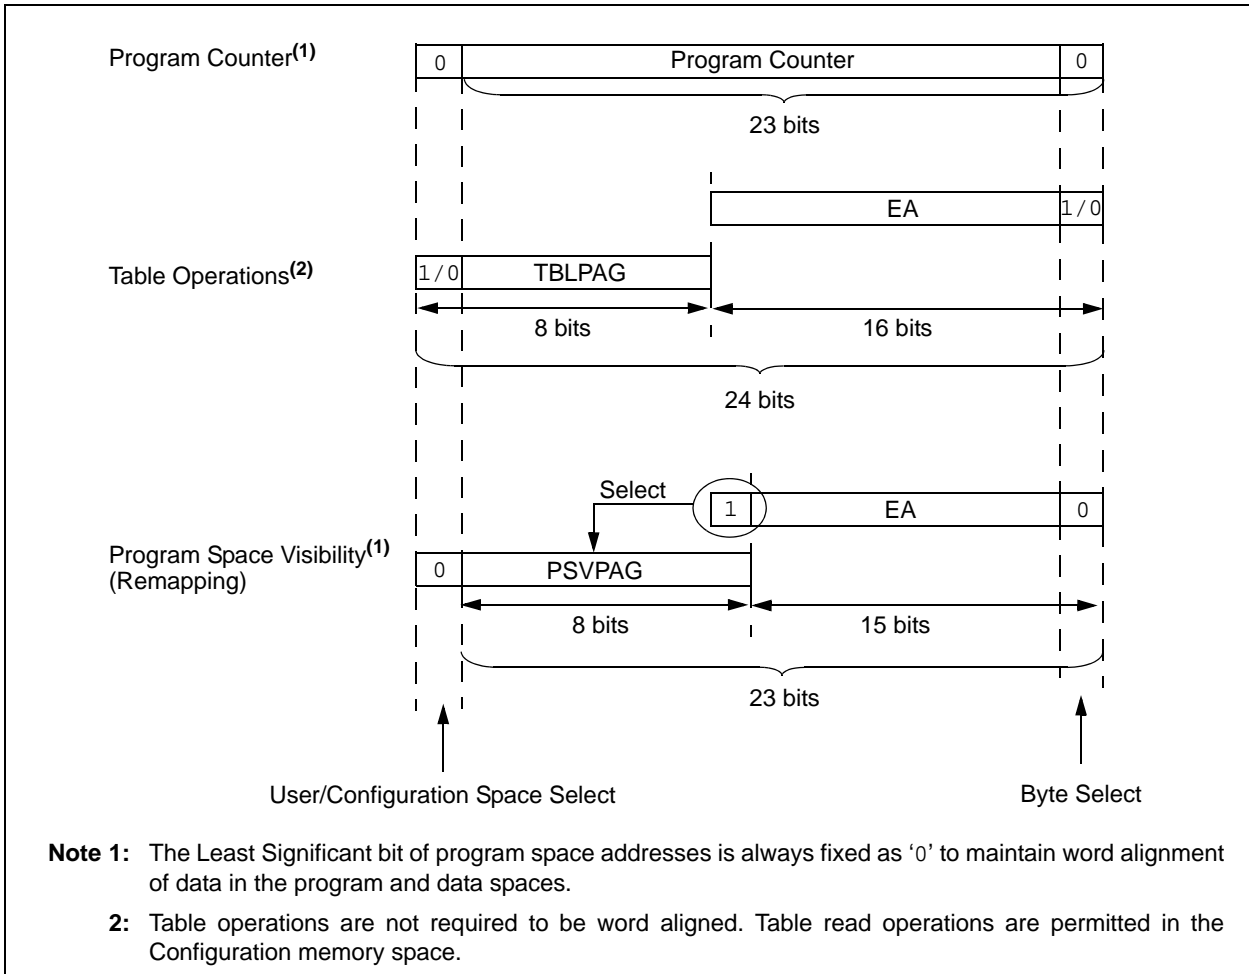 Program Counter(1)
0
Program Counter
0
23 bits
EA
1/0
Table Operations(2)
1/0
TBLPAG
8 bits
16 bits
24 bits
Select
1
EA
0
Program Space Visibility(1)
(Remapping)
0
PSVPAG
8 bits
15 bits
23 bits
User/Configuration Space Select
Byte Select
Note 1: The Least Significant bit of program space addresses is always fixed as ‘0’ to maintain word alignment
of data in the program and data spaces.
2: Table operations are not required to be word aligned. Table read operations are permitted in the
Configuration memory space.